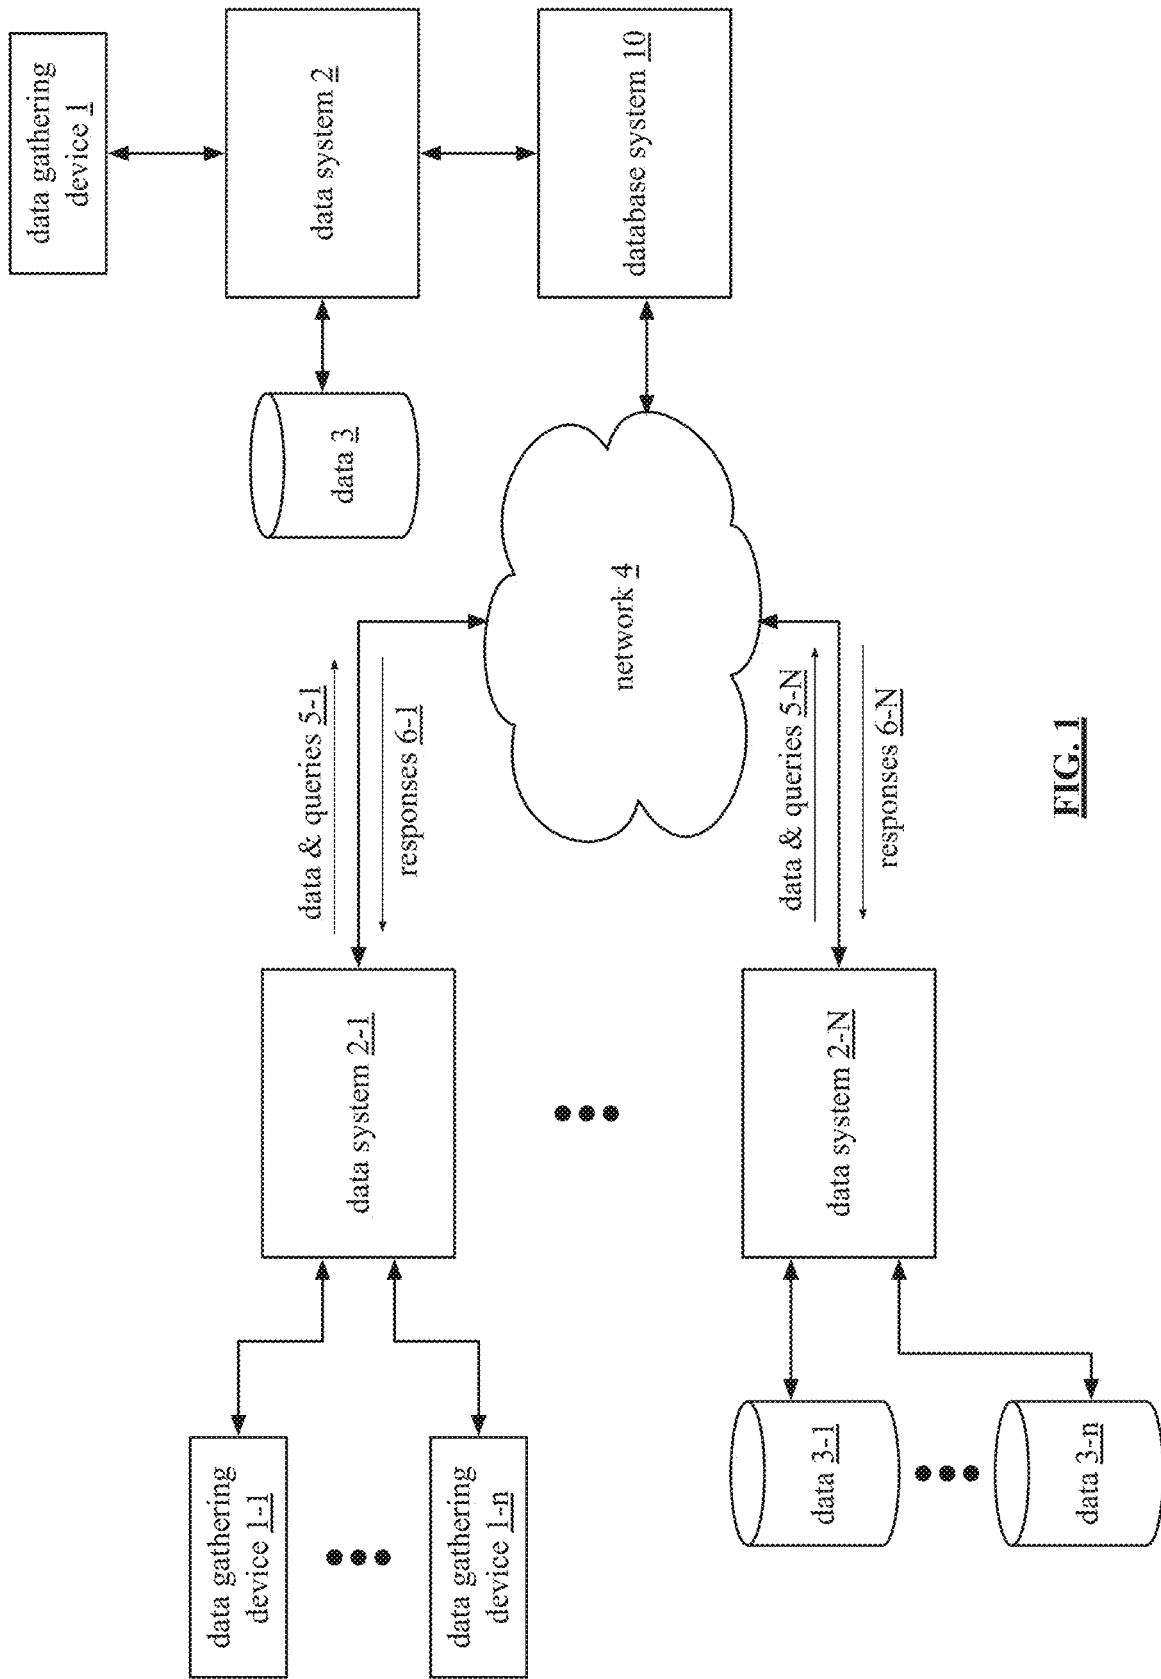 data gathering
device 1-1
data gathering
device 1-n
data system 2-1
data & queries 5-1
responses 6-1
data 3
data gathering
device 1
data system 2
database system 10
network 4
data 3-1
data 3-n
data system 2-N
data & queries 5-N
responses 6-N
FIG. 1